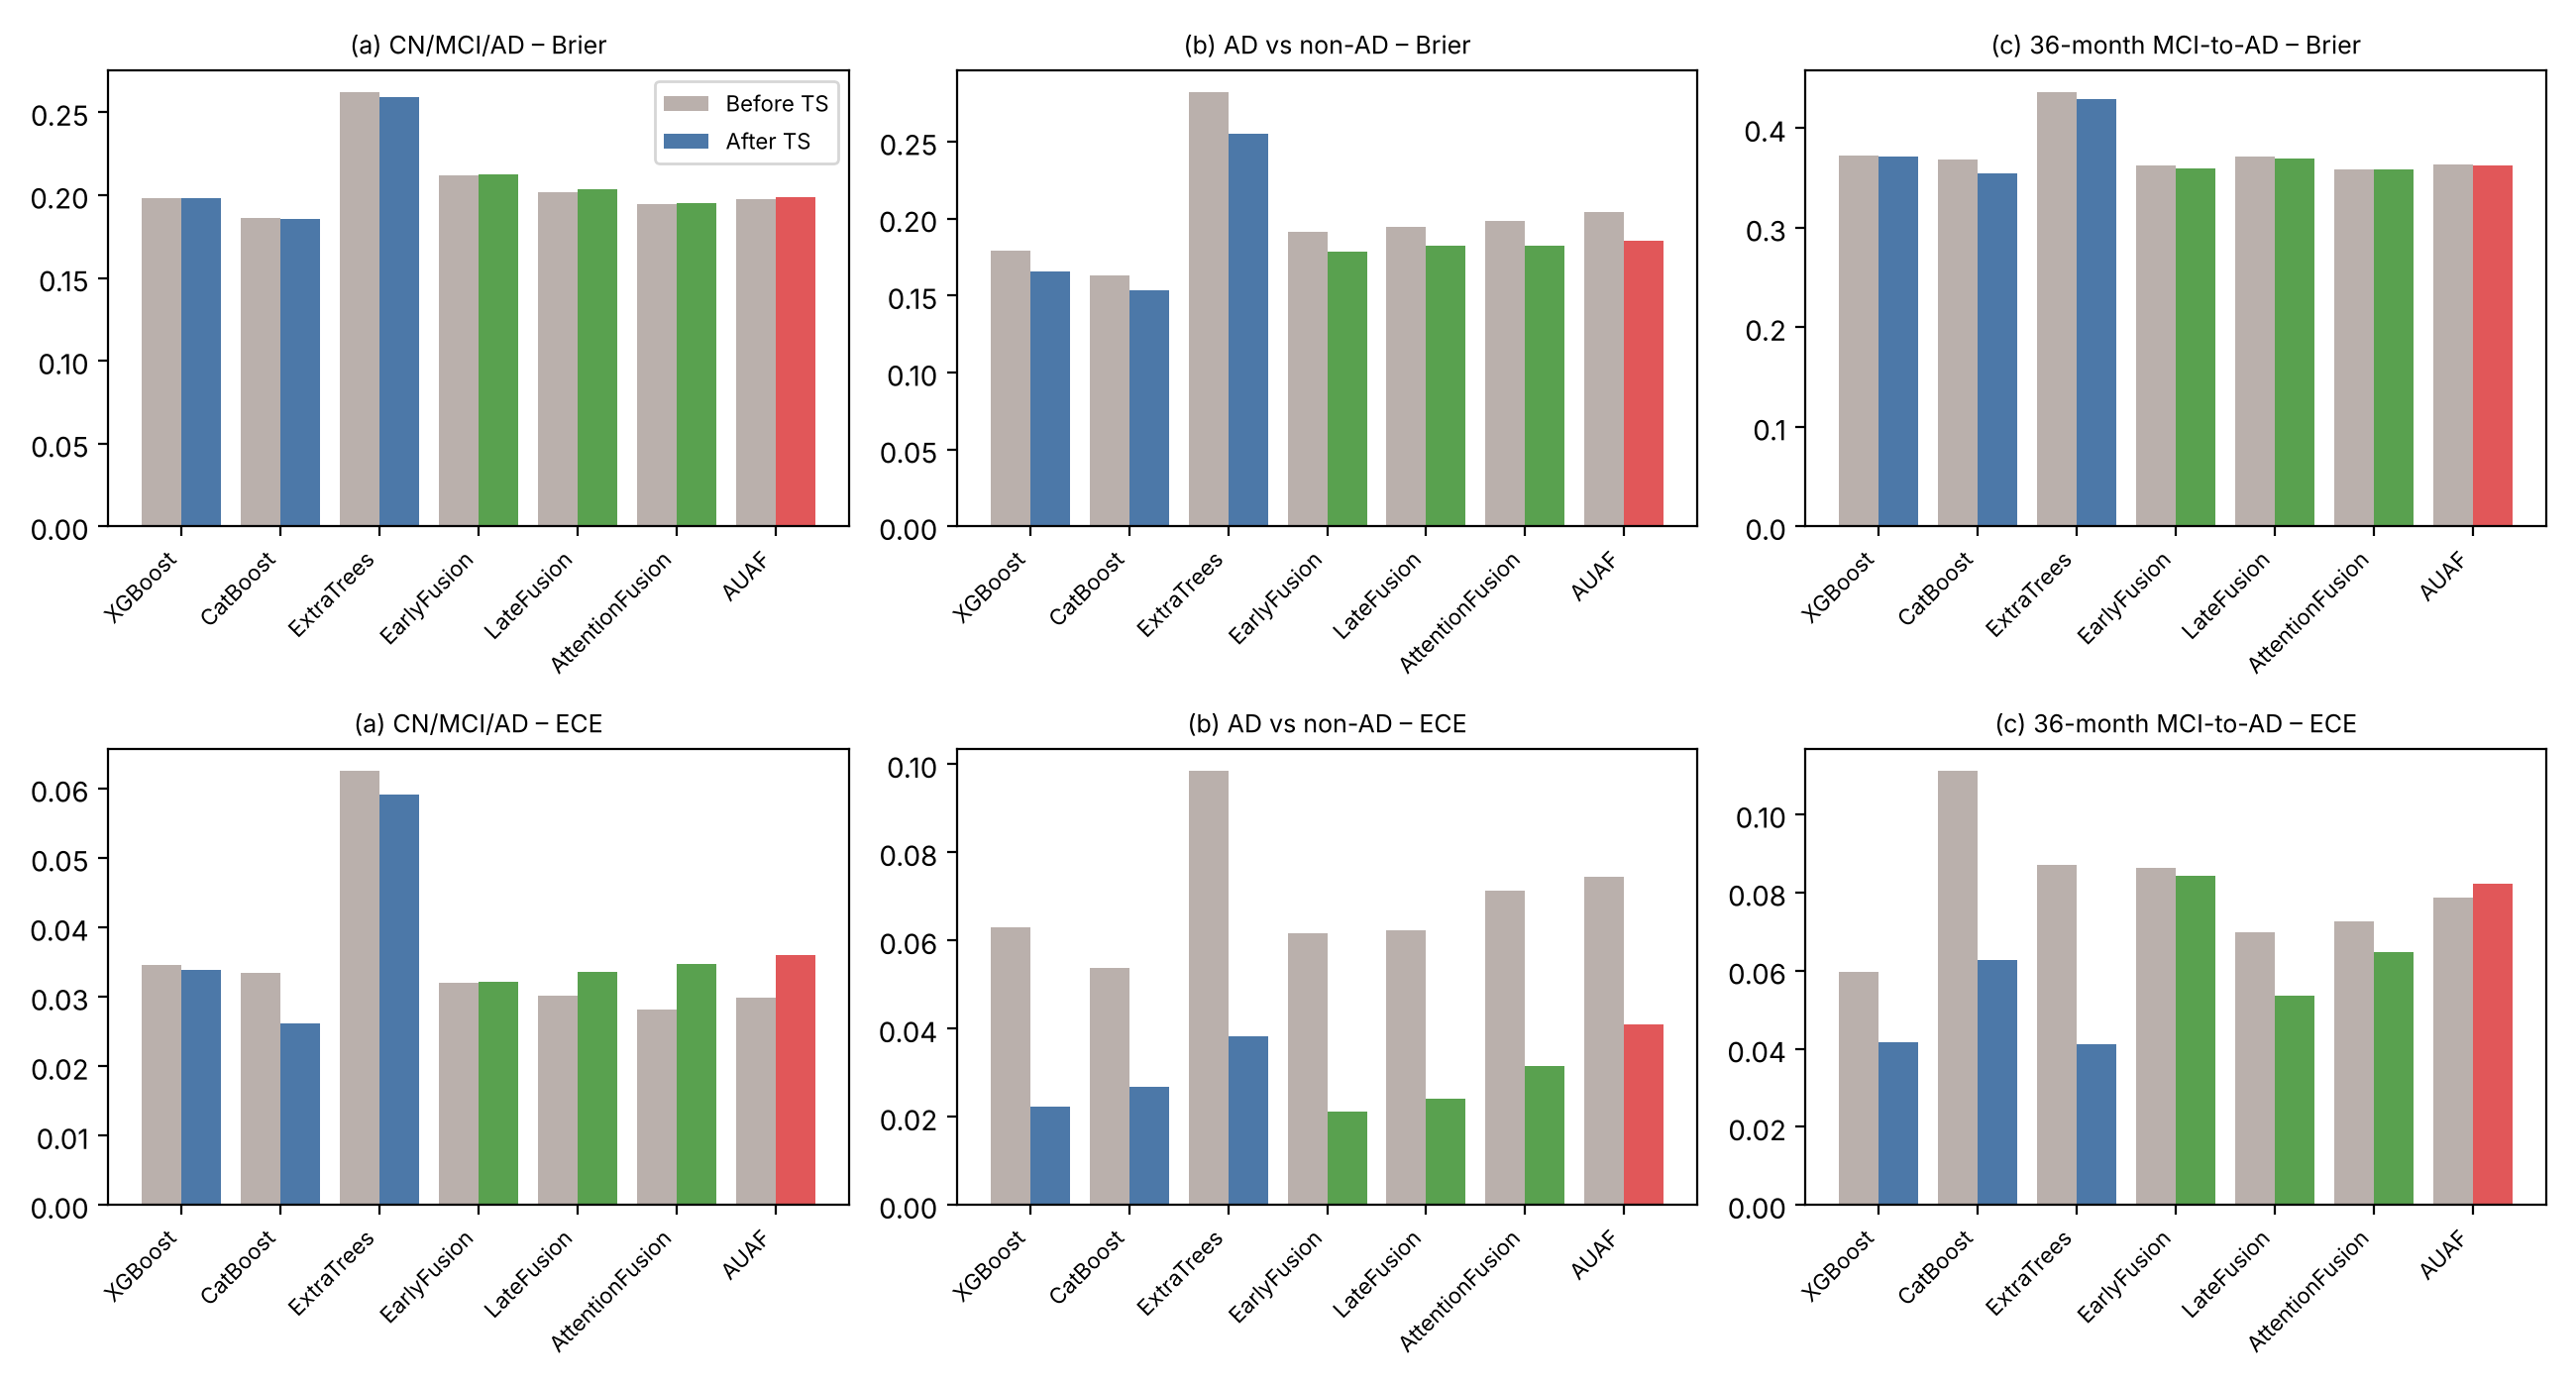 (a) CN/MCI/AD – Brier
0.25
0.20
0.15
0.10
0.05
0.00
Before TS
After TS
XGBoost
CatBoost
ExtraTrees
EarlyFusion
LateFusion
AttentionFusion
AUAF
(b) AD vs non-AD – Brier
0.25
0.20
0.15
0.10
0.05
0.00
XGBoost
CatBoost
ExtraTrees
EarlyFusion
LateFusion
AttentionFusion
AUAF
(c) 36-month MCI-to-AD – Brier
0.4
0.3
0.2
0.1
0.0
XGBoost
CatBoost
ExtraTrees
EarlyFusion
LateFusion
AttentionFusion
AUAF
(a) CN/MCI/AD – ECE
0.06
0.05
0.04
0.03
0.02
0.01
0.00
XGBoost
CatBoost
ExtraTrees
EarlyFusion
LateFusion
AttentionFusion
AUAF
(b) AD vs non-AD – ECE
0.10
0.08
0.06
0.04
0.02
0.00
XGBoost
CatBoost
ExtraTrees
EarlyFusion
LateFusion
AttentionFusion
AUAF
(c) 36-month MCI-to-AD – ECE
0.10
0.08
0.06
0.04
0.02
0.00
XGBoost
CatBoost
ExtraTrees
EarlyFusion
LateFusion
AttentionFusion
AUAF